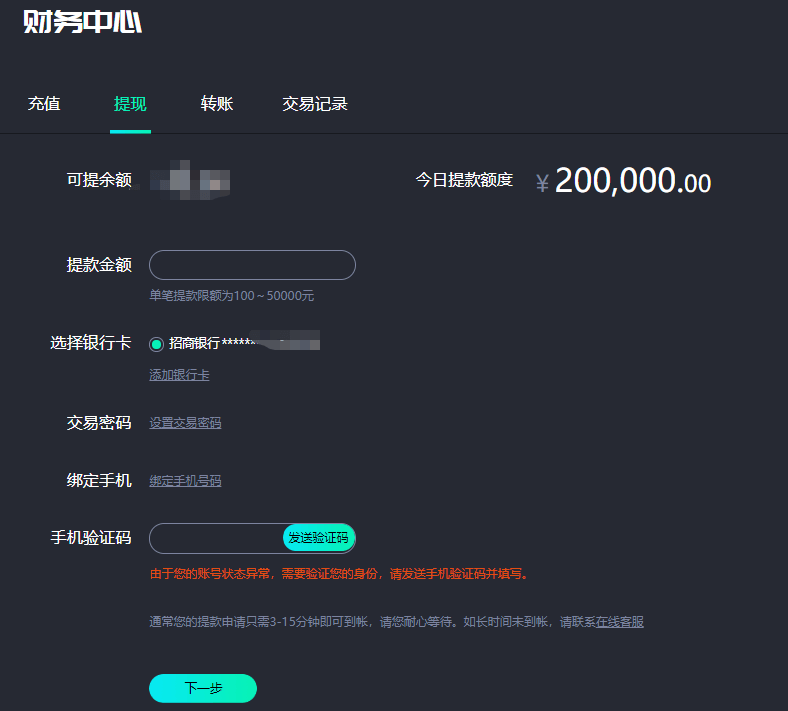 财务中心
充值 提现 转账 交易记录
可提余额 今日提款额度 ¥200,000.00
提款金额
单笔提款限额为100～50000元
选择银行卡 招商银行******
添加银行卡
交易密码 设置交易密码
绑定手机 绑定手机号码
手机验证码 发送验证码
由于您的账号状态异常，需要验证您的身份，请发送手机验证码并填写。
通常您的提款申请只需3-15分钟即可到帐，请您耐心等待。如长时间未到帐，请联系在线客服
下一步